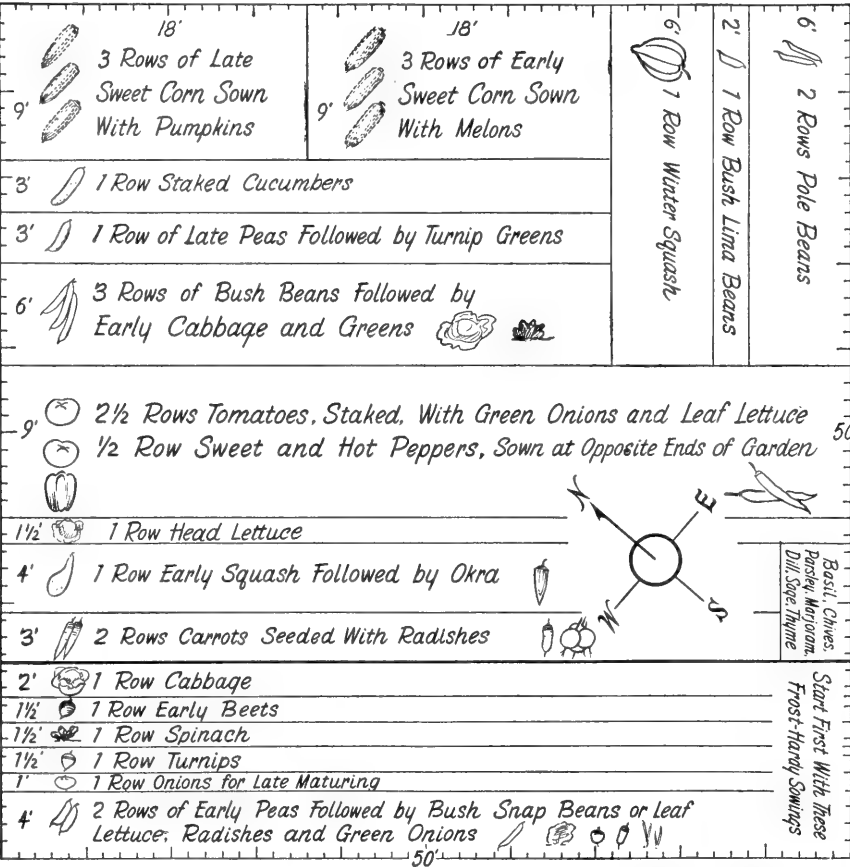 18'
3 Rows of Late
Sweet Corn Sown
With Pumpkins
9'
18'
3 Rows of Early
Sweet Corn Sown
With Melons
9'
6'
1 Row Winter Squash
2'
1 Row Bush Lima Beans
6'
2 Rows Pole Beans
3'
1 Row Staked Cucumbers
3'
1 Row of Late Peas Followed by Turnip Greens
6'
3 Rows of Bush Beans Followed by
Early Cabbage and Greens
9'
2½ Rows Tomatoes, Staked, With Green Onions and Leaf Lettuce
½ Row Sweet and Hot Peppers, Sown at Opposite Ends of Garden
50
1½'
1 Row Head Lettuce
N
E
S
W
4'
1 Row Early Squash Followed by Okra
Basil, Chives,
Parsley, Marjoram,
Dill, Sage, Thyme
3'
2 Rows Carrots Seeded With Radishes
2'
1 Row Cabbage
1½'
1 Row Early Beets
1½'
1 Row Spinach
1½'
1 Row Turnips
1'
1 Row Onions for Late Maturing
4'
2 Rows of Early Peas Followed by Bush Snap Beans or Leaf
Lettuce, Radishes and Green Onions
Start First With These
Frost-Hardy Sowings
50'